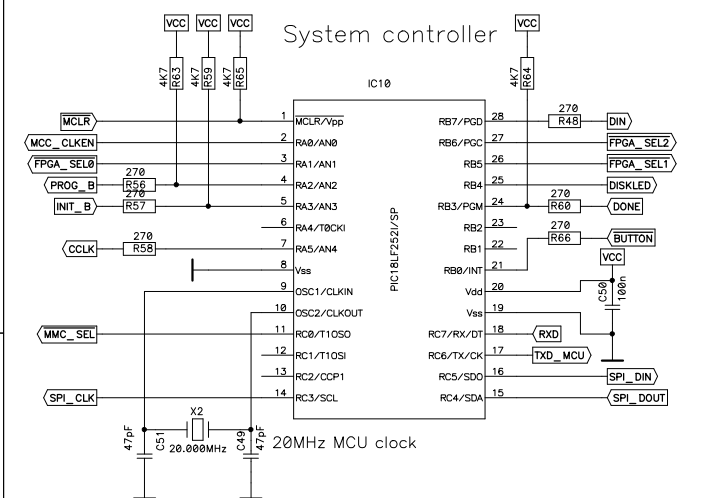 VCC VCC VCC VCC
System controller
4K7 R63 4K7 R59 4K7 R65 4K7 R64
IC10
MCLR 1 MCLR/Vpp RB7/PGD 28 270 R48 DIN
MCC_CLKEN 2 RA0/AN0 RB6/PGC 27 FPGA_SEL2
FPGA_SEL0 3 RA1/AN1 RB5 26 FPGA_SEL1
PROG_B 270 R56 4 RA2/AN2 RB4 25 DISKLED
INIT_B 270 R57 5 RA3/AN3 RB3/PGM 24 270 R60 DONE
6 RA4/T0CKI RB2 23
CCLK 270 R58 7 RA5/AN4 RB1 22
270 R66 BUTTON
8 Vss RB0/INT 21
VCC
PIC18LF252I/SP
9 OSC1/CLKIN Vdd 20
C50 100n
10 OSC2/CLKOUT Vss 19
MMC_SEL 11 RC0/T1OSO RC7/RX/DT 18 RXD
12 RC1/T1OSI RC6/TX/CK 17 TXD_MCU
13 RC2/CCP1 RC5/SDO 16 SPI_DIN
SPI_CLK 14 RC3/SCL RC4/SDA 15 SPI_DOUT
X2
47pF C51 20.000MHz C49 47pF
20MHz MCU clock